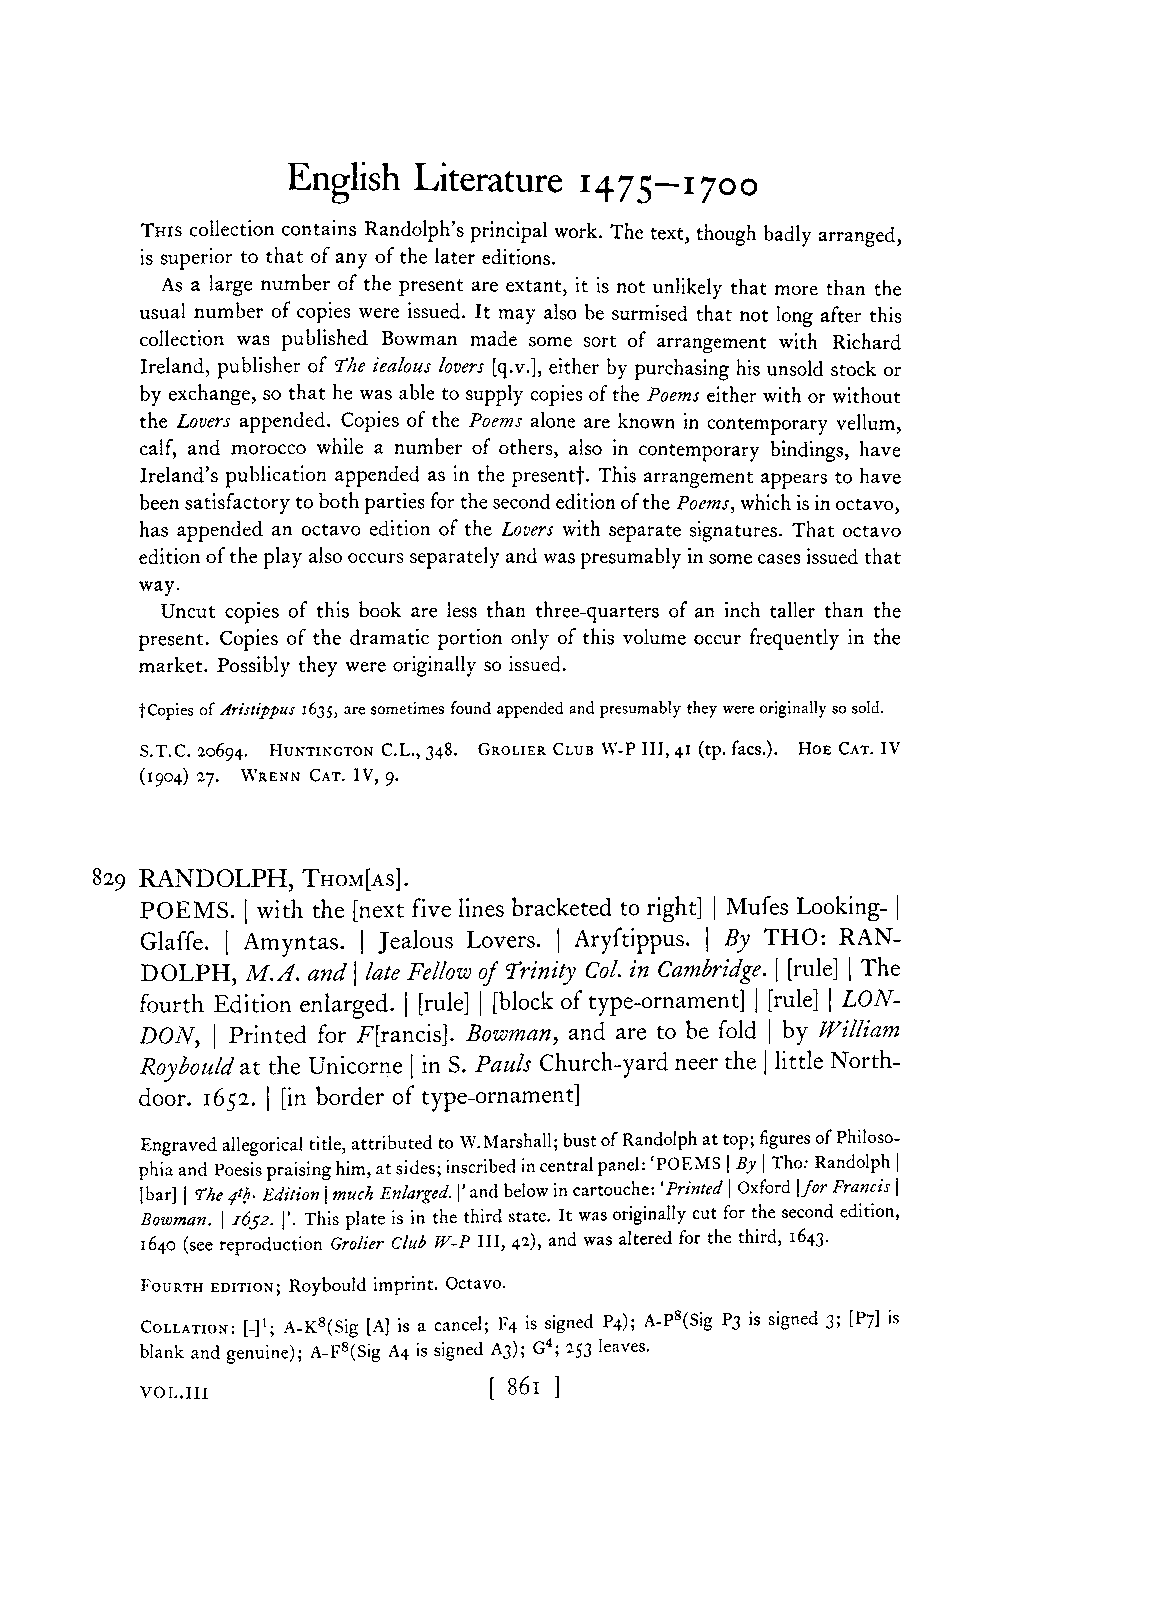 English Literature 1475–1700
THIS collection contains Randolph's principal work. The text, though badly arranged,
is superior to that of any of the later editions.
As a large number of the present are extant, it is not unlikely that more than the
usual number of copies were issued. It may also be surmised that not long after this
collection was published Bowman made some sort of arrangement with Richard
Ireland, publisher of The iealous lovers [q.v.], either by purchasing his unsold stock or
by exchange, so that he was able to supply copies of the Poems either with or without
the Lovers appended. Copies of the Poems alone are known in contemporary vellum,
calf, and morocco while a number of others, also in contemporary bindings, have
Ireland's publication appended as in the present†. This arrangement appears to have
been satisfactory to both parties for the second edition of the Poems, which is in octavo,
has appended an octavo edition of the Lovers with separate signatures. That octavo
edition of the play also occurs separately and was presumably in some cases issued that
way.
Uncut copies of this book are less than three-quarters of an inch taller than the
present. Copies of the dramatic portion only of this volume occur frequently in the
market. Possibly they were originally so issued.
†Copies of Aristippus 1635, are sometimes found appended and presumably they were originally so sold.
S.T.C. 20694. HUNTINGTON C.L., 348. GROLIER CLUB W-P III, 41 (tp. facs.). HOE CAT. IV
(1904) 27. WRENN CAT. IV, 9.
829 RANDOLPH, THOM[AS].
POEMS. | with the [next five lines bracketed to right] | Muſes Looking- |
Glaſſe. | Amyntas. | Jealous Lovers. | Aryſtippus. | By THO: RAN-
DOLPH, M.A. and | late Fellow of Trinity Col. in Cambridge. | [rule] | The
fourth Edition enlarged. | [rule] | [block of type-ornament] | [rule] | LON-
DON, | Printed for F[rancis]. Bowman, and are to be ſold | by William
Roybould at the Unicorne | in S. Pauls Church-yard neer the | little North-
door. 1652. | [in border of type-ornament]
Engraved allegorical title, attributed to W.Marshall; bust of Randolph at top; figures of Philoso-
phia and Poesis praising him, at sides; inscribed in central panel: 'POEMS | By | Tho: Randolph |
[bar] | The 4th. Edition | much Enlarged. |' and below in cartouche: 'Printed | Oxford | for Francis |
Bowman. | 1652. |'. This plate is in the third state. It was originally cut for the second edition,
1640 (see reproduction Grolier Club W-P III, 42), and was altered for the third, 1643.
FOURTH EDITION; Roybould imprint. Octavo.
COLLATION: [-]¹; A-K⁸(Sig [A] is a cancel; F4 is signed P4); A-P⁸(Sig P3 is signed 3; [P7] is
blank and genuine); A-F⁸(Sig A4 is signed A3); G⁴; 253 leaves.
VOL.III [ 861 ]